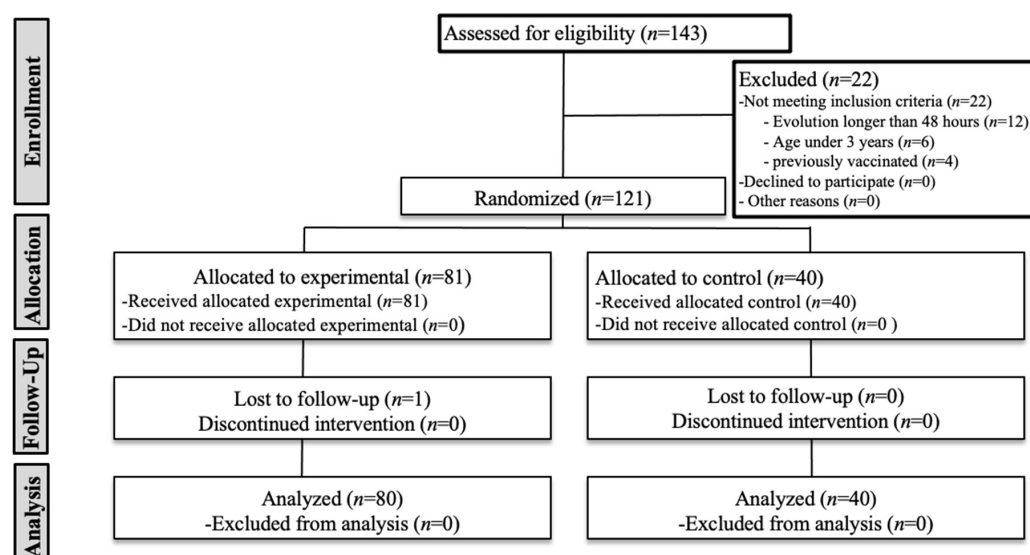 Enrollment
Assessed for eligibility (n=143)
Excluded (n=22)
-Not meeting inclusion criteria (n=22)
- Evolution longer than 48 hours (n=12)
- Age under 3 years (n=6)
- previously vaccinated (n=4)
-Declined to participate (n=0)
- Other reasons (n=0)
Randomized (n=121)
Allocation
Allocated to experimental (n=81)
-Received allocated experimental (n=81)
-Did not receive allocated experimental (n=0)
Allocated to control (n=40)
-Received allocated control (n=40)
-Did not receive allocated control (n=0 )
Follow-Up
Lost to follow-up (n=1)
Discontinued intervention (n=0)
Lost to follow-up (n=0)
Discontinued intervention (n=0)
Analysis
Analyzed (n=80)
-Excluded from analysis (n=0)
Analyzed (n=40)
-Excluded from analysis (n=0)